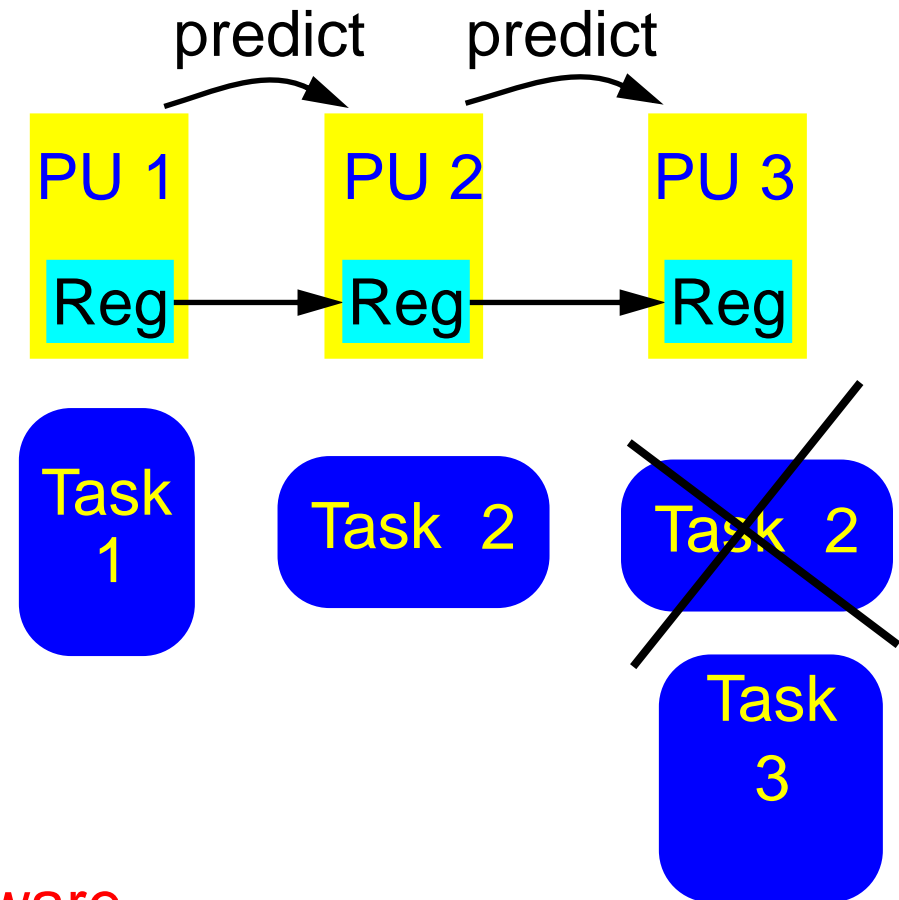 predict predict
PU 1 PU 2 PU 3
Reg Reg Reg
Task
1
Task 2
Task 2
Task
3